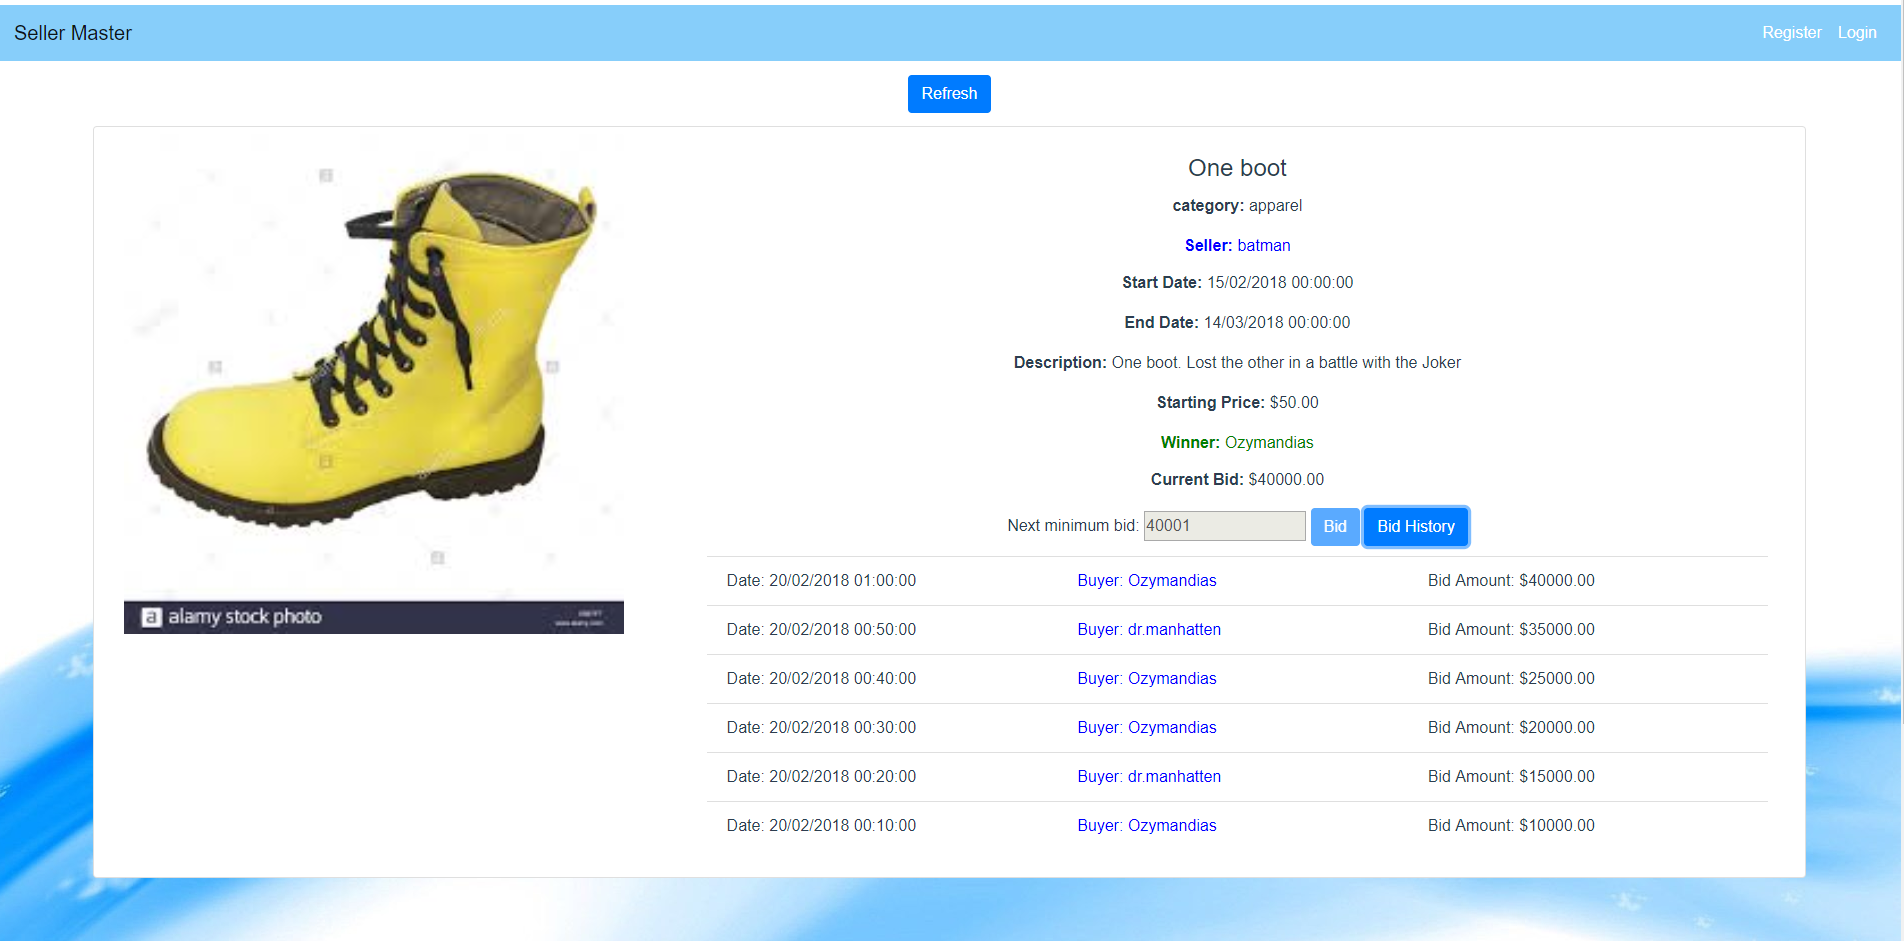 Seller Master
Register Login
Refresh
One boot
category: apparel
Seller: batman
Start Date: 15/02/2018 00:00:00
End Date: 14/03/2018 00:00:00
Description: One boot. Lost the other in a battle with the Joker
Starting Price: $50.00
Winner: Ozymandias
Current Bid: $40000.00
Next minimum bid: 40001 Bid Bid History
a alamy stock photo
Date: 20/02/2018 01:00:00 Buyer: Ozymandias Bid Amount: $40000.00
Date: 20/02/2018 00:50:00 Buyer: dr.manhatten Bid Amount: $35000.00
Date: 20/02/2018 00:40:00 Buyer: Ozymandias Bid Amount: $25000.00
Date: 20/02/2018 00:30:00 Buyer: Ozymandias Bid Amount: $20000.00
Date: 20/02/2018 00:20:00 Buyer: dr.manhatten Bid Amount: $15000.00
Date: 20/02/2018 00:10:00 Buyer: Ozymandias Bid Amount: $10000.00